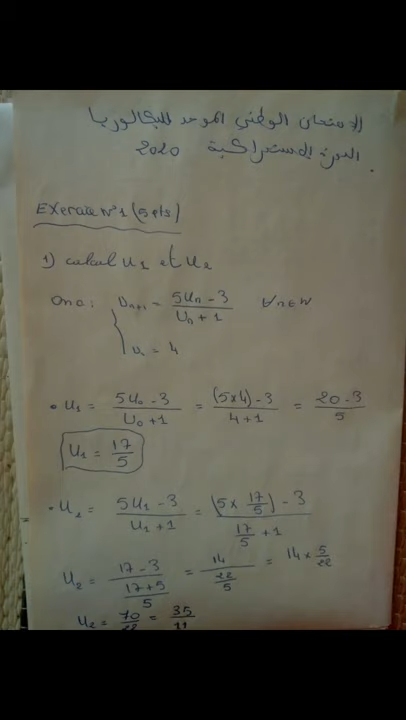 الامتحان الوطني الموحد للبكالوريا
الدورة الاستدراكية 2020
Exercice N°1 (5 pts)
1) calcul U1 et U2
On a : Un+1 = (5Un - 3)/(Un + 1) ∀n∈N
U0 = 4
• U1 = (5U0 - 3)/(U0 + 1) = ((5×4) - 3)/(4+1) = (20 - 3)/5
U1 = 17/5
• U2 = (5U1 - 3)/(U1 + 1) = ((5 × 17/5) - 3)/(17/5 + 1)
U2 = (17 - 3)/((17+5)/5) = 14/(22/5) = 14 × 5/22
U2 = 70/22 = 35/11